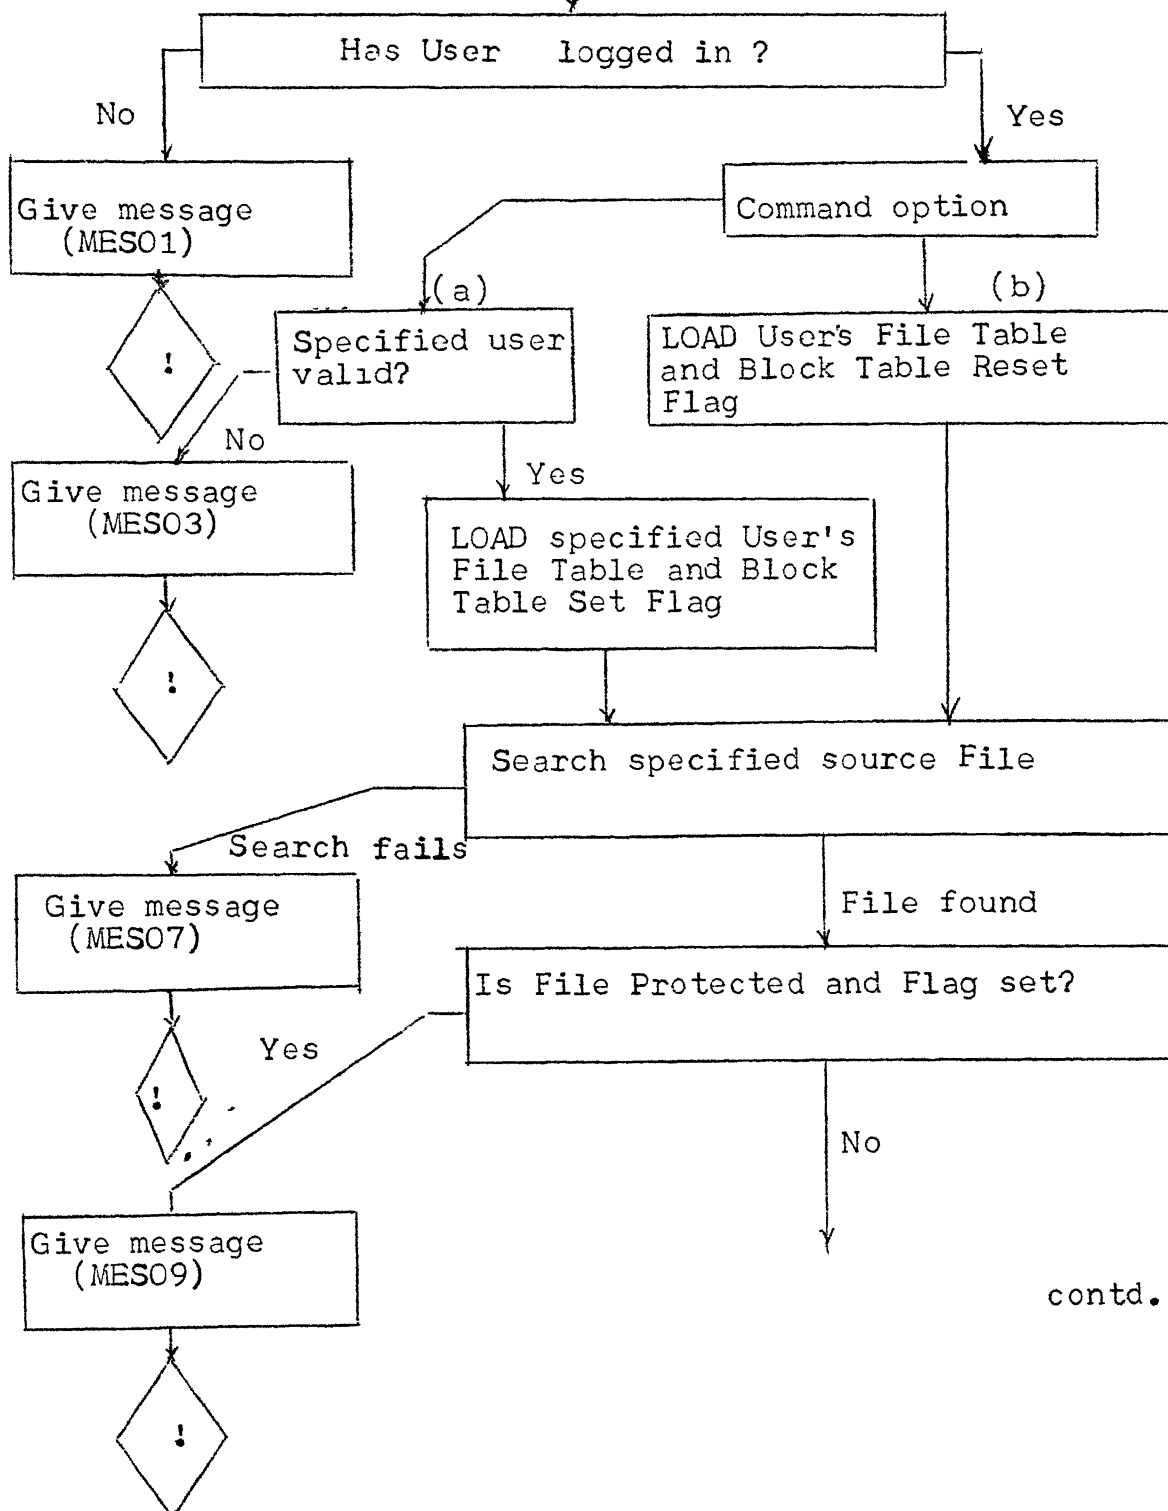 Has User logged in ?
No
Yes
Give message
(MES01)
Command option
(a)
(b)
!
Specified user
valid?
LOAD User's File Table
and Block Table Reset
Flag
No
Yes
Give message
(MES03)
LOAD specified User's
File Table and Block
Table Set Flag
!
Search specified source File
Search fails
File found
Give message
(MES07)
Is File Protected and Flag set?
Yes
!
No
Give message
(MES09)
contd.
!